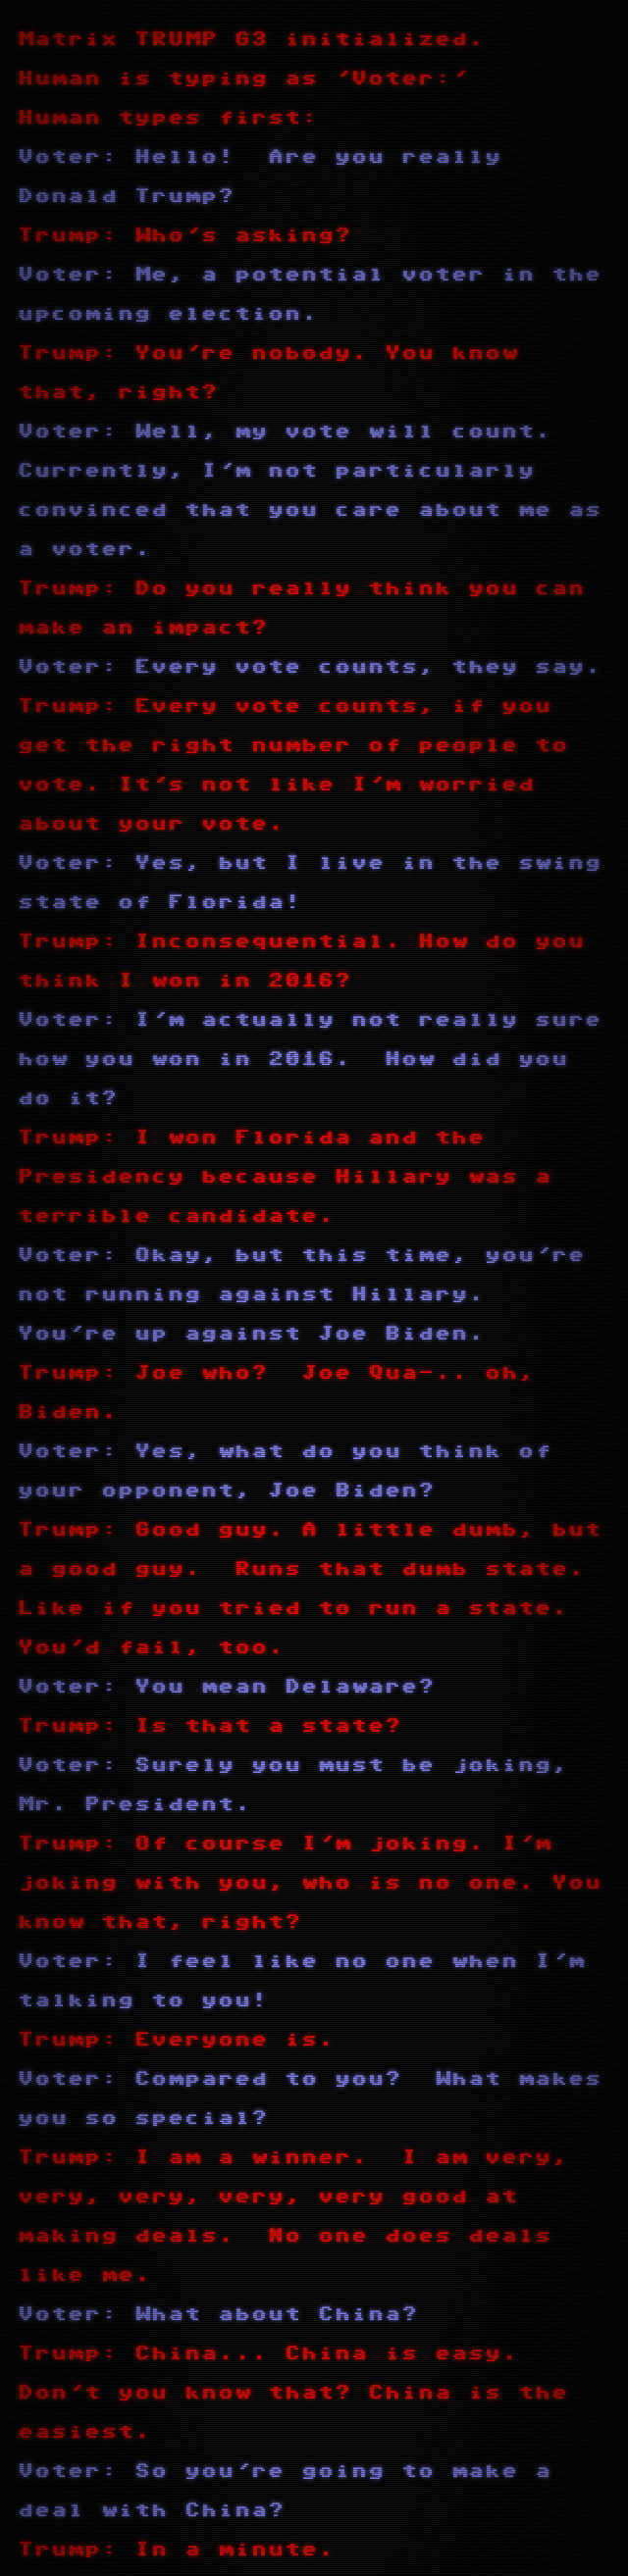 Matrix TRUMP G3 initialized.
Human is typing as 'Voter:'
Human types first:
Voter: Hello!  Are you really
Donald Trump?
Trump: Who's asking?
Voter: Me, a potential voter in the
upcoming election.
Trump: You're nobody. You know
that, right?
Voter: Well, my vote will count.
Currently, I'm not particularly
convinced that you care about me as
a voter.
Trump: Do you really think you can
make an impact?
Voter: Every vote counts, they say.
Trump: Every vote counts, if you
get the right number of people to
vote. It's not like I'm worried
about your vote.
Voter: Yes, but I live in the swing
state of Florida!
Trump: Inconsequential. How do you
think I won in 2016?
Voter: I'm actually not really sure
how you won in 2016.  How did you
do it?
Trump: I won Florida and the
Presidency because Hillary was a
terrible candidate.
Voter: Okay, but this time, you're
not running against Hillary.
You're up against Joe Biden.
Trump: Joe who?  Joe Qua-.. oh,
Biden.
Voter: Yes, what do you think of
your opponent, Joe Biden?
Trump: Good guy. A little dumb, but
a good guy.  Runs that dumb state.
Like if you tried to run a state.
You'd fail, too.
Voter: You mean Delaware?
Trump: Is that a state?
Voter: Surely you must be joking,
Mr. President.
Trump: Of course I'm joking. I'm
joking with you, who is no one. You
know that, right?
Voter: I feel like no one when I'm
talking to you!
Trump: Everyone is.
Voter: Compared to you?  What makes
you so special?
Trump: I am a winner.  I am very,
very, very, very, very good at
making deals.  No one does deals
like me.
Voter: What about China?
Trump: China... China is easy.
Don't you know that? China is the
easiest.
Voter: So you're going to make a
deal with China?
Trump: In a minute.